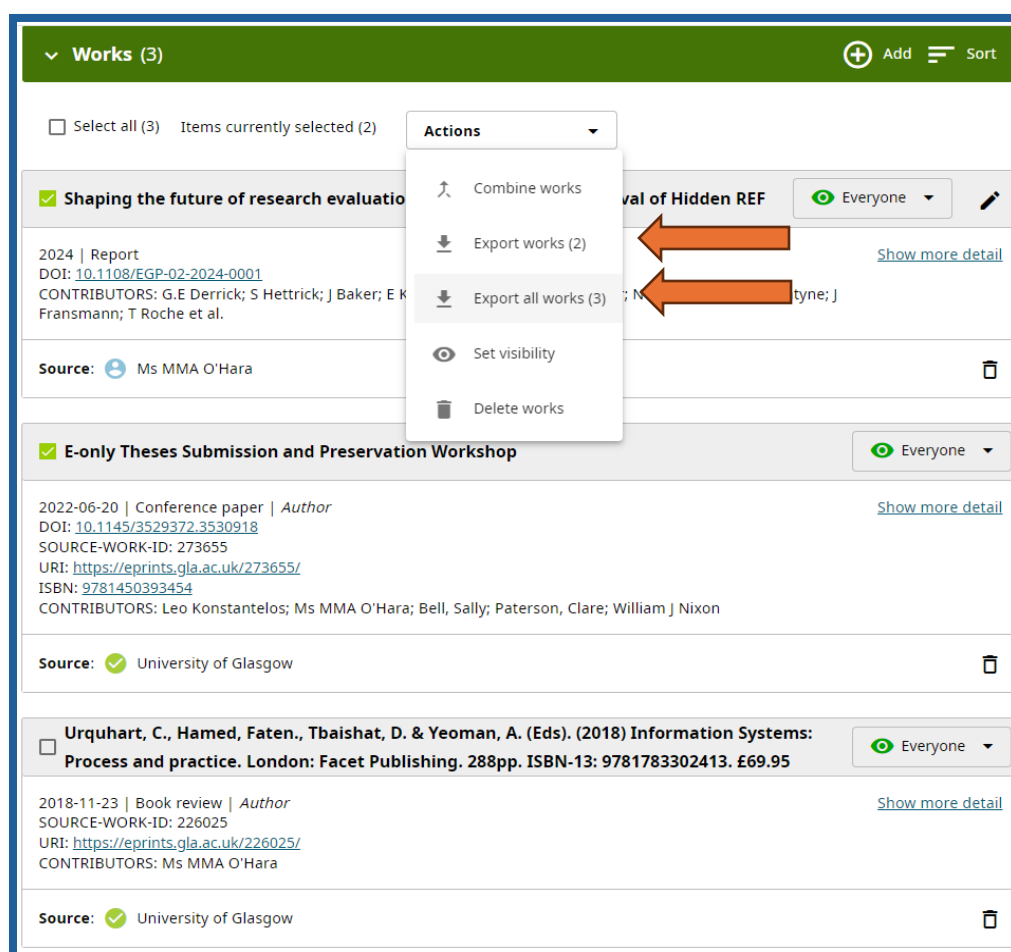 Works (3)
Add
Sort
Select all (3)
Items currently selected (2)
Actions
Combine works
Export works (2)
Export all works (3)
Set visibility
Delete works
Shaping the future of research evaluatio
val of Hidden REF
Everyone
2024 | Report
Show more detail
DOI: 10.1108/EGP-02-2024-0001
CONTRIBUTORS: G.E Derrick; S Hettrick; J Baker; E K
tyne; J
Fransmann; T Roche et al.
Source: Ms MMA O'Hara
E-only Theses Submission and Preservation Workshop
Everyone
2022-06-20 | Conference paper | Author
Show more detail
DOI: 10.1145/3529372.3530918
SOURCE-WORK-ID: 273655
URI: https://eprints.gla.ac.uk/273655/
ISBN: 9781450393454
CONTRIBUTORS: Leo Konstantelos; Ms MMA O'Hara; Bell, Sally; Paterson, Clare; William J Nixon
Source: University of Glasgow
Urquhart, C., Hamed, Faten., Tbaishat, D. & Yeoman, A. (Eds). (2018) Information Systems:
Process and practice. London: Facet Publishing. 288pp. ISBN-13: 9781783302413. £69.95
Everyone
2018-11-23 | Book review | Author
Show more detail
SOURCE-WORK-ID: 226025
URI: https://eprints.gla.ac.uk/226025/
CONTRIBUTORS: Ms MMA O'Hara
Source: University of Glasgow